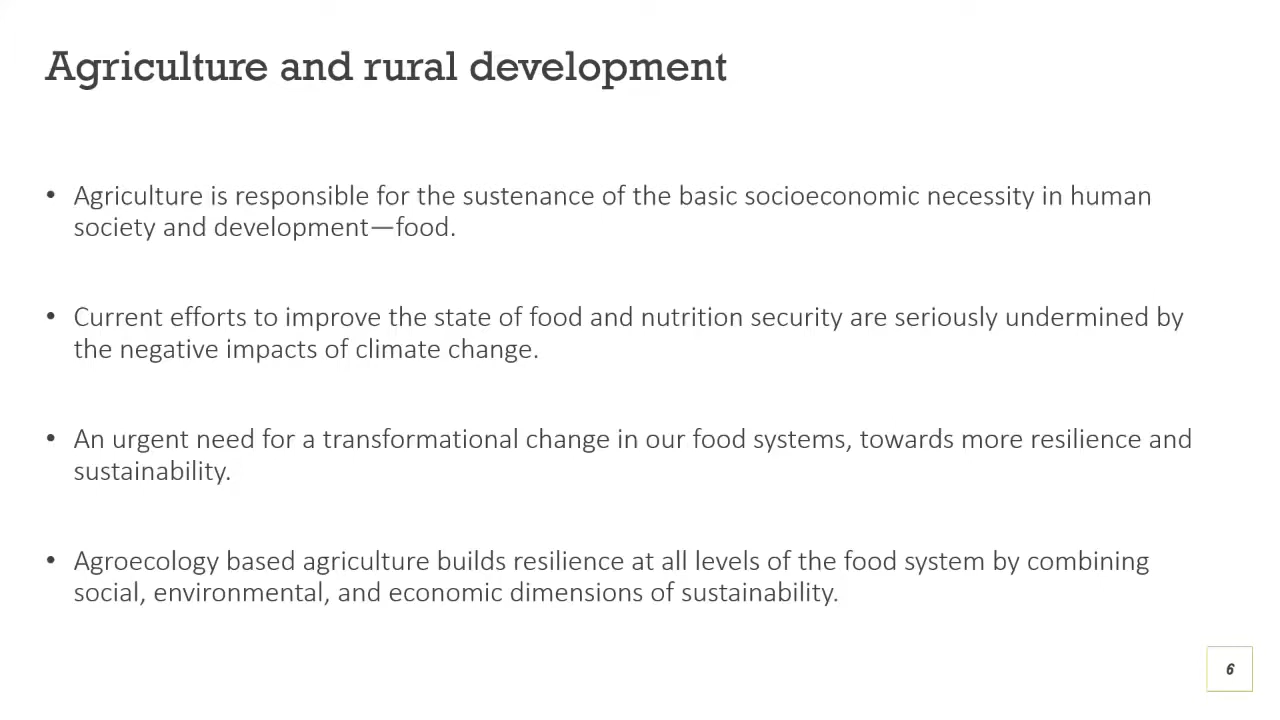 Agriculture and rural development
• Agriculture is responsible for the sustenance of the basic socioeconomic necessity in human
society and development—food.
• Current efforts to improve the state of food and nutrition security are seriously undermined by
the negative impacts of climate change.
• An urgent need for a transformational change in our food systems, towards more resilience and
sustainability.
• Agroecology based agriculture builds resilience at all levels of the food system by combining
social, environmental, and economic dimensions of sustainability.
6